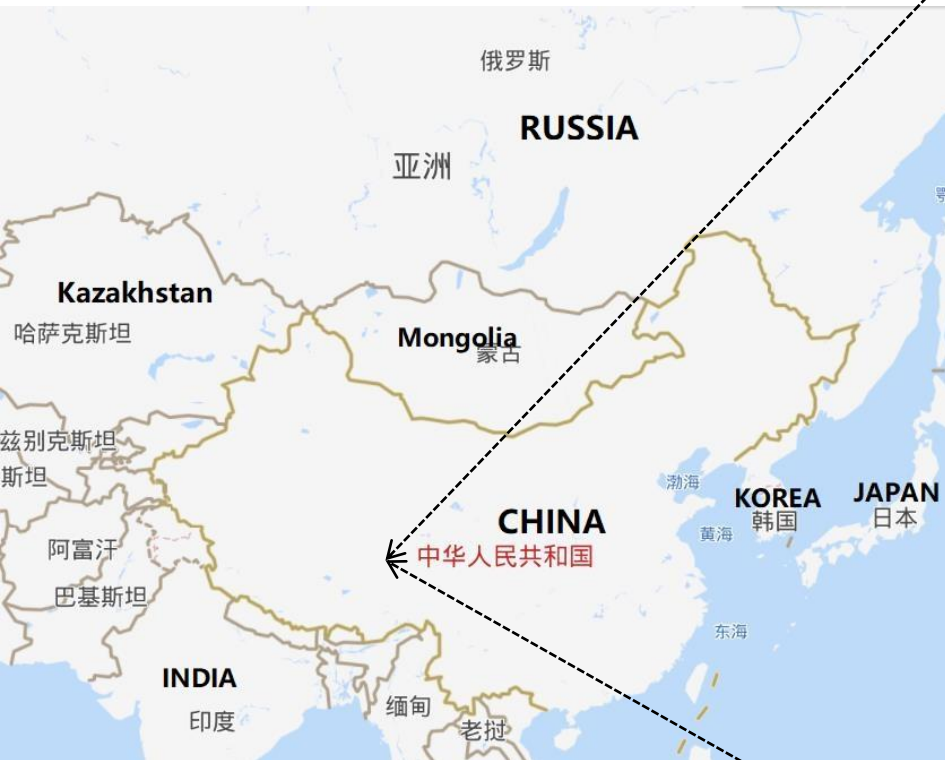 俄罗斯
RUSSIA
亚洲
鄂
Kazakhstan
哈萨克斯坦
Mongolia
蒙古
兹别克斯坦
斯坦
渤海
KOREA
韩国
JAPAN
日本
CHINA
中华人民共和国
黄海
阿富汗
巴基斯坦
东海
INDIA
印度
缅甸
老挝